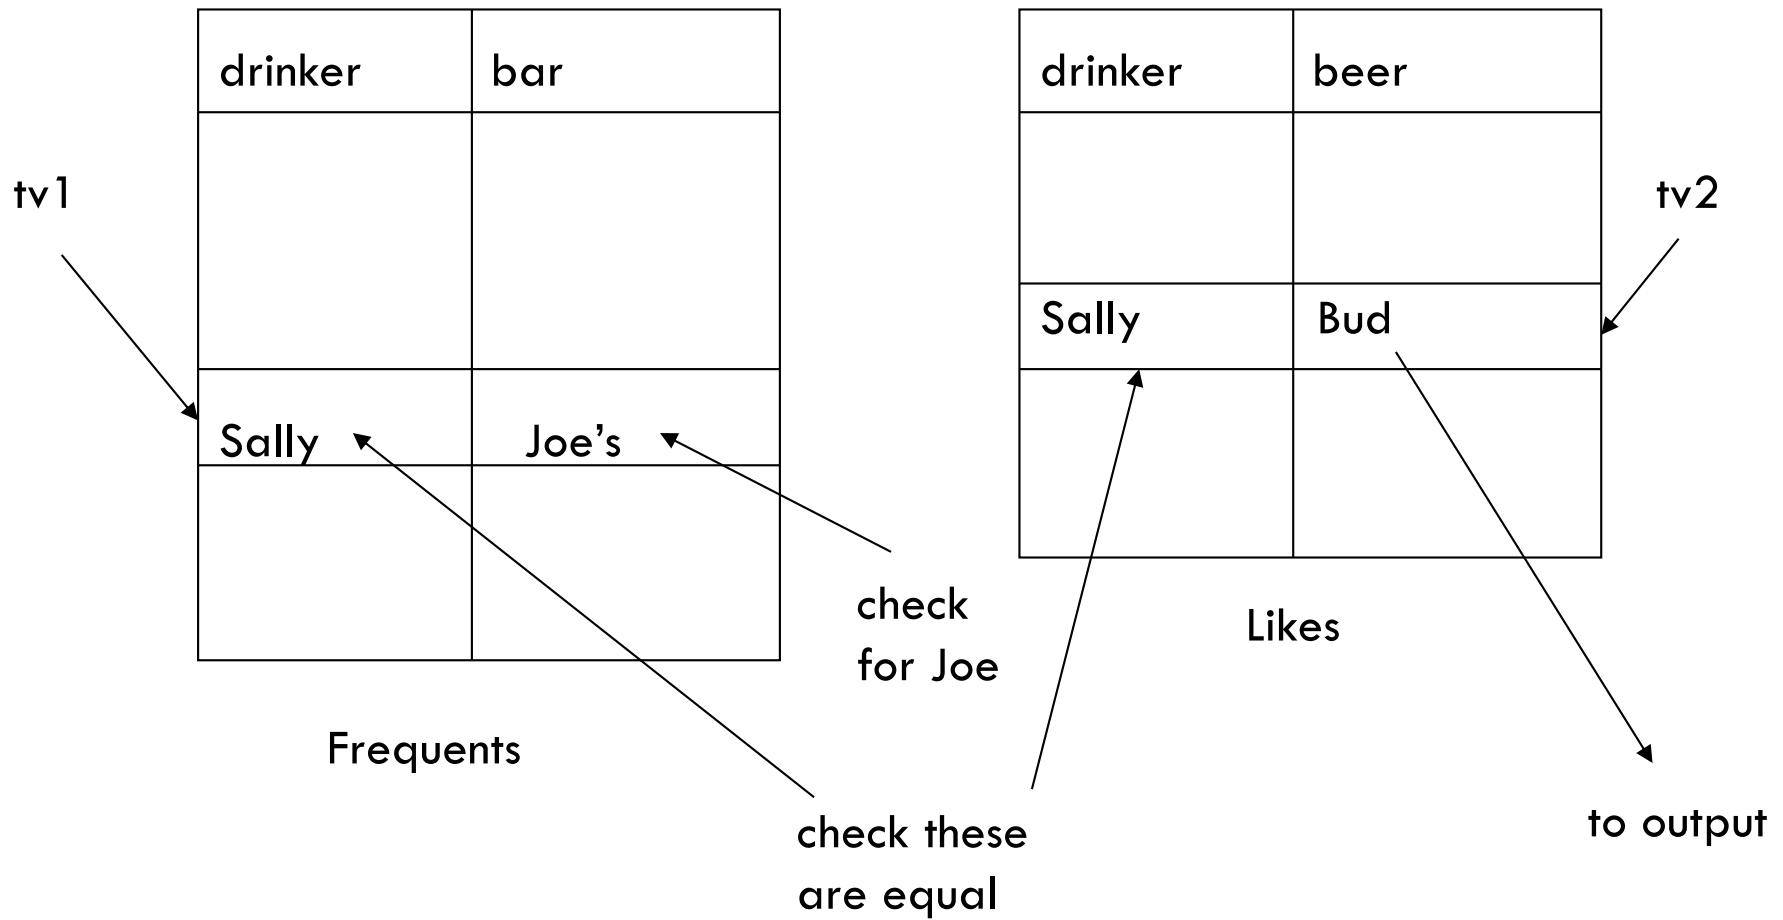 drinker bar
drinker beer
tv1
tv2
Sally Bud
Sally Joe's
check
for Joe
Likes
Frequents
check these
are equal
to output